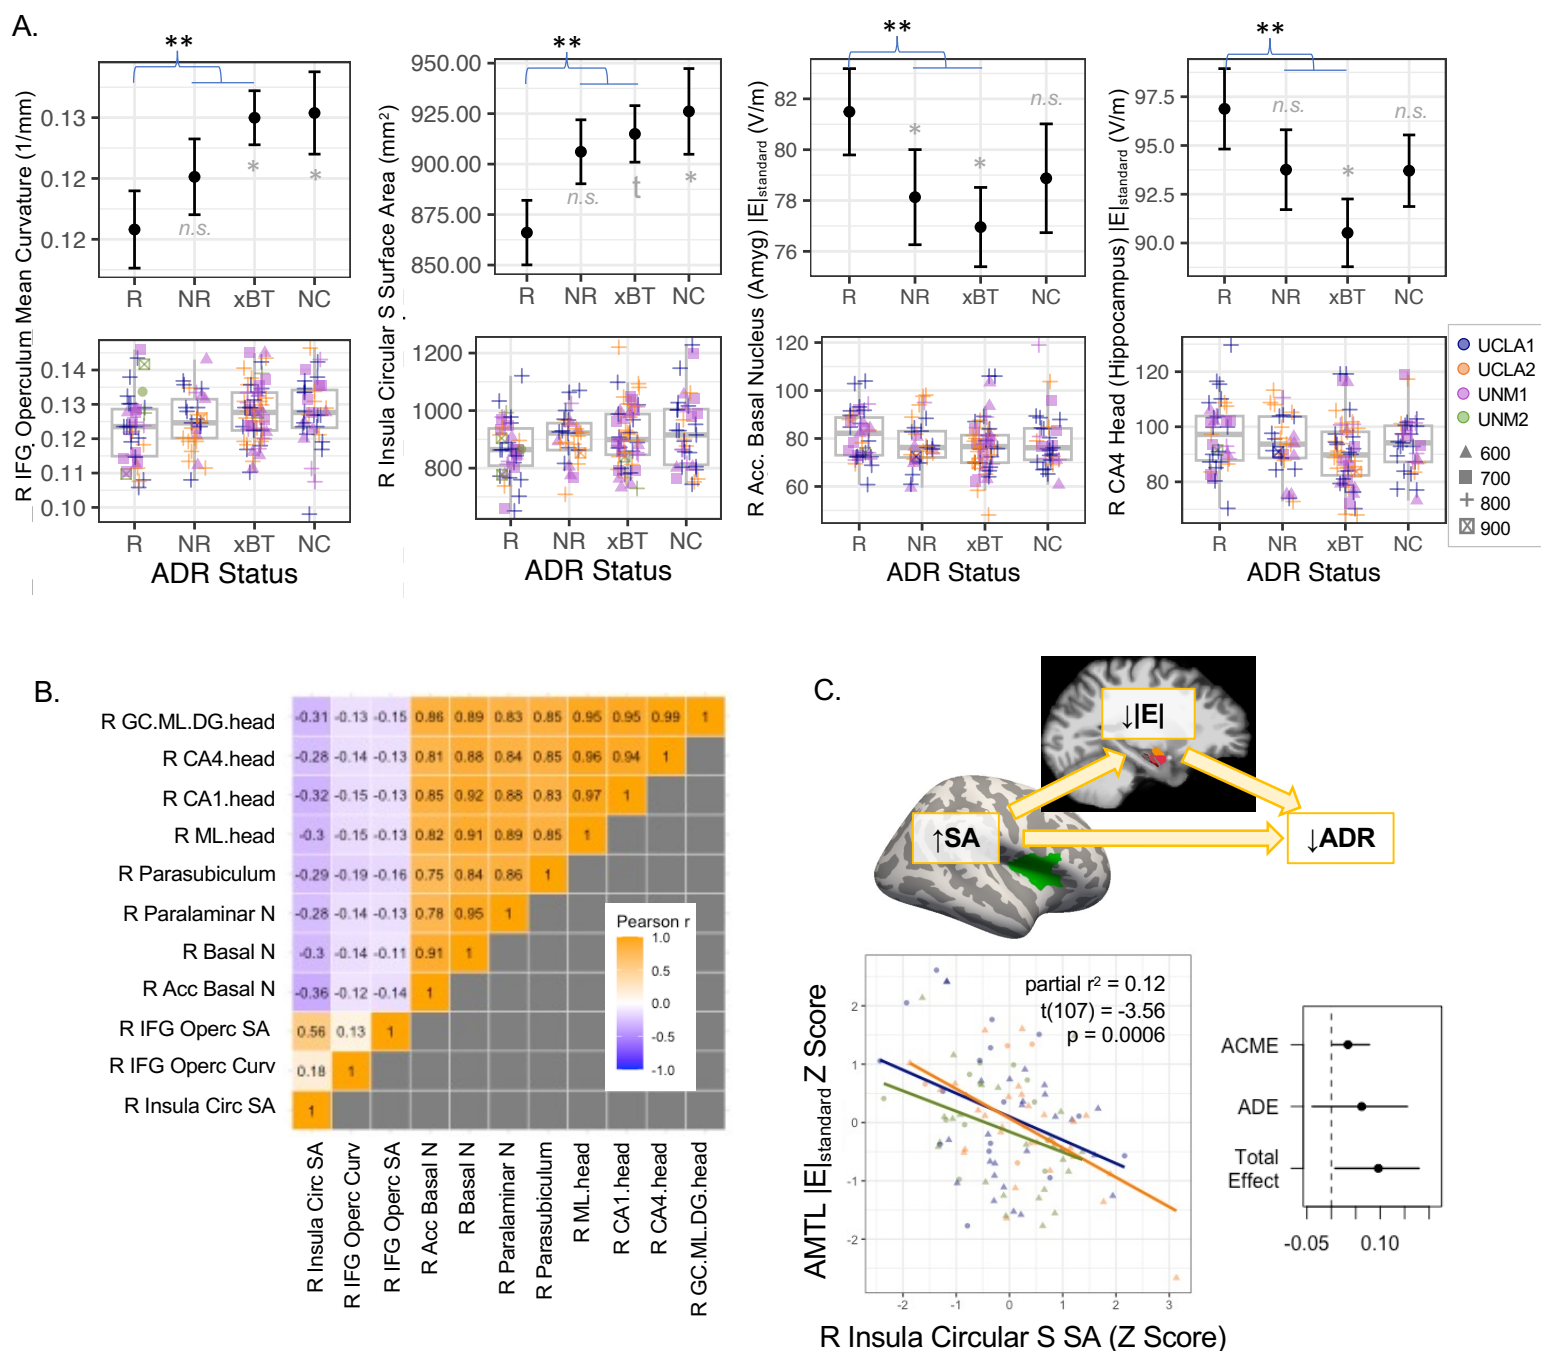 A.
**
R IFG Operculum Mean Curvature (1/mm)
0.13
0.12
0.12
*
*
n.s.
R NR xBT NC
0.14
0.13
0.12
0.11
0.10
R NR xBT NC
ADR Status
**
R Insula Circular S Surface Area (mm²)
950.00
925.00
900.00
875.00
850.00
n.s.
t
*
R NR xBT NC
1200
1000
800
R NR xBT NC
ADR Status
**
R Acc. Basal Nucleus (Amyg) |E|standard (V/m)
82
80
78
76
*
*
n.s.
R NR xBT NC
120
100
80
60
R NR xBT NC
ADR Status
**
R CA4 Head (Hippocampus) |E|standard (V/m)
97.5
95.0
92.5
90.0
n.s.
*
n.s.
R NR xBT NC
120
100
80
R NR xBT NC
ADR Status
UCLA1
UCLA2
UNM1
UNM2
600
700
800
900
B.
R GC.ML.DG.head -0.31 -0.13 -0.15 0.86 0.89 0.83 0.85 0.95 0.95 0.99 1
R CA4.head -0.28 -0.14 -0.13 0.81 0.88 0.84 0.85 0.96 0.94 1
R CA1.head -0.32 -0.15 -0.13 0.85 0.92 0.88 0.83 0.97 1
R ML.head -0.3 -0.15 -0.13 0.82 0.91 0.89 0.85 1
R Parasubiculum -0.29 -0.19 -0.16 0.75 0.84 0.86 1
R Paralaminar N -0.28 -0.14 -0.13 0.78 0.95 1
R Basal N -0.3 -0.14 -0.11 0.91 1
R Acc Basal N -0.36 -0.12 -0.14 1
R IFG Operc SA 0.56 0.13 1
R IFG Operc Curv 0.18 1
R Insula Circ SA 1
Pearson r
1.0
0.5
0.0
-0.5
-1.0
R Insula Circ SA
R IFG Operc Curv
R IFG Operc SA
R Acc Basal N
R Basal N
R Paralaminar N
R Parasubiculum
R ML.head
R CA1.head
R CA4.head
R GC.ML.DG.head
C.
↓|E|
↑SA
↓ADR
AMTL |E|standard Z Score
partial r² = 0.12
t(107) = -3.56
p = 0.0006
2
1
0
-1
-2
-2 -1 0 1 2 3
R Insula Circular S SA (Z Score)
ACME
ADE
Total
Effect
-0.05 0.10